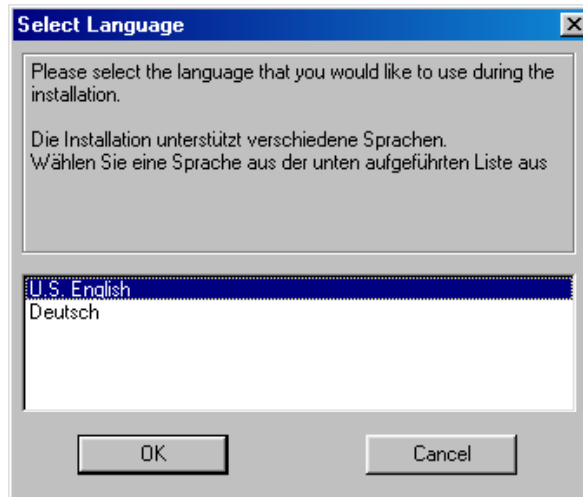 Select Language
Please select the language that you would like to use during the
installation.
Die Installation unterstützt verschiedene Sprachen.
Wählen Sie eine Sprache aus der unten aufgeführten Liste aus
U.S. English
Deutsch
OK
Cancel